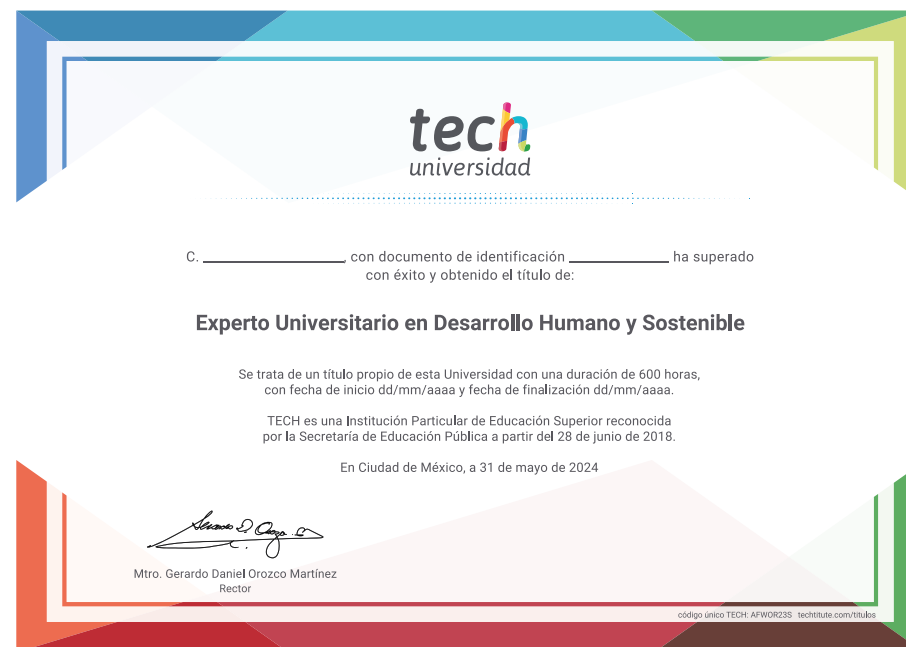 tech
universidad
C. ____________, con documento de identificación ____________ ha superado
con éxito y obtenido el título de:
Experto Universitario en Desarrollo Humano y Sostenible
Se trata de un título propio de esta Universidad con una duración de 600 horas,
con fecha de inicio dd/mm/aaaa y fecha de finalización dd/mm/aaaa.
TECH es una Institución Particular de Educación Superior reconocida
por la Secretaría de Educación Pública a partir del 28 de junio de 2018.
En Ciudad de México, a 31 de mayo de 2024
Mtro. Gerardo Daniel Orozco Martínez
Rector
código único TECH: AFWOR23S techtitute.com/titulos